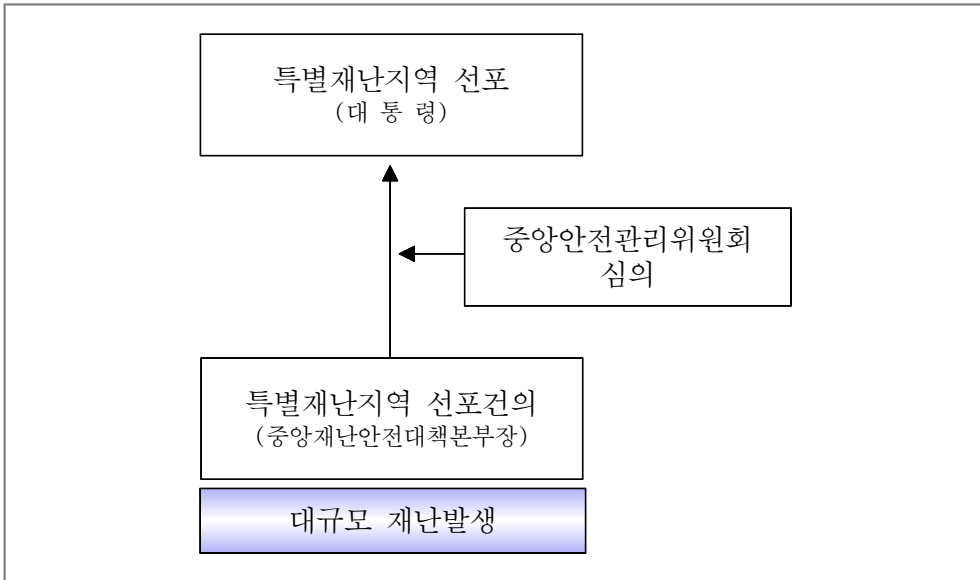 특별재난지역 선포
(대 통 령)
중앙안전관리위원회
심의
특별재난지역 선포건의
(중앙재난안전대책본부장)
대규모 재난발생